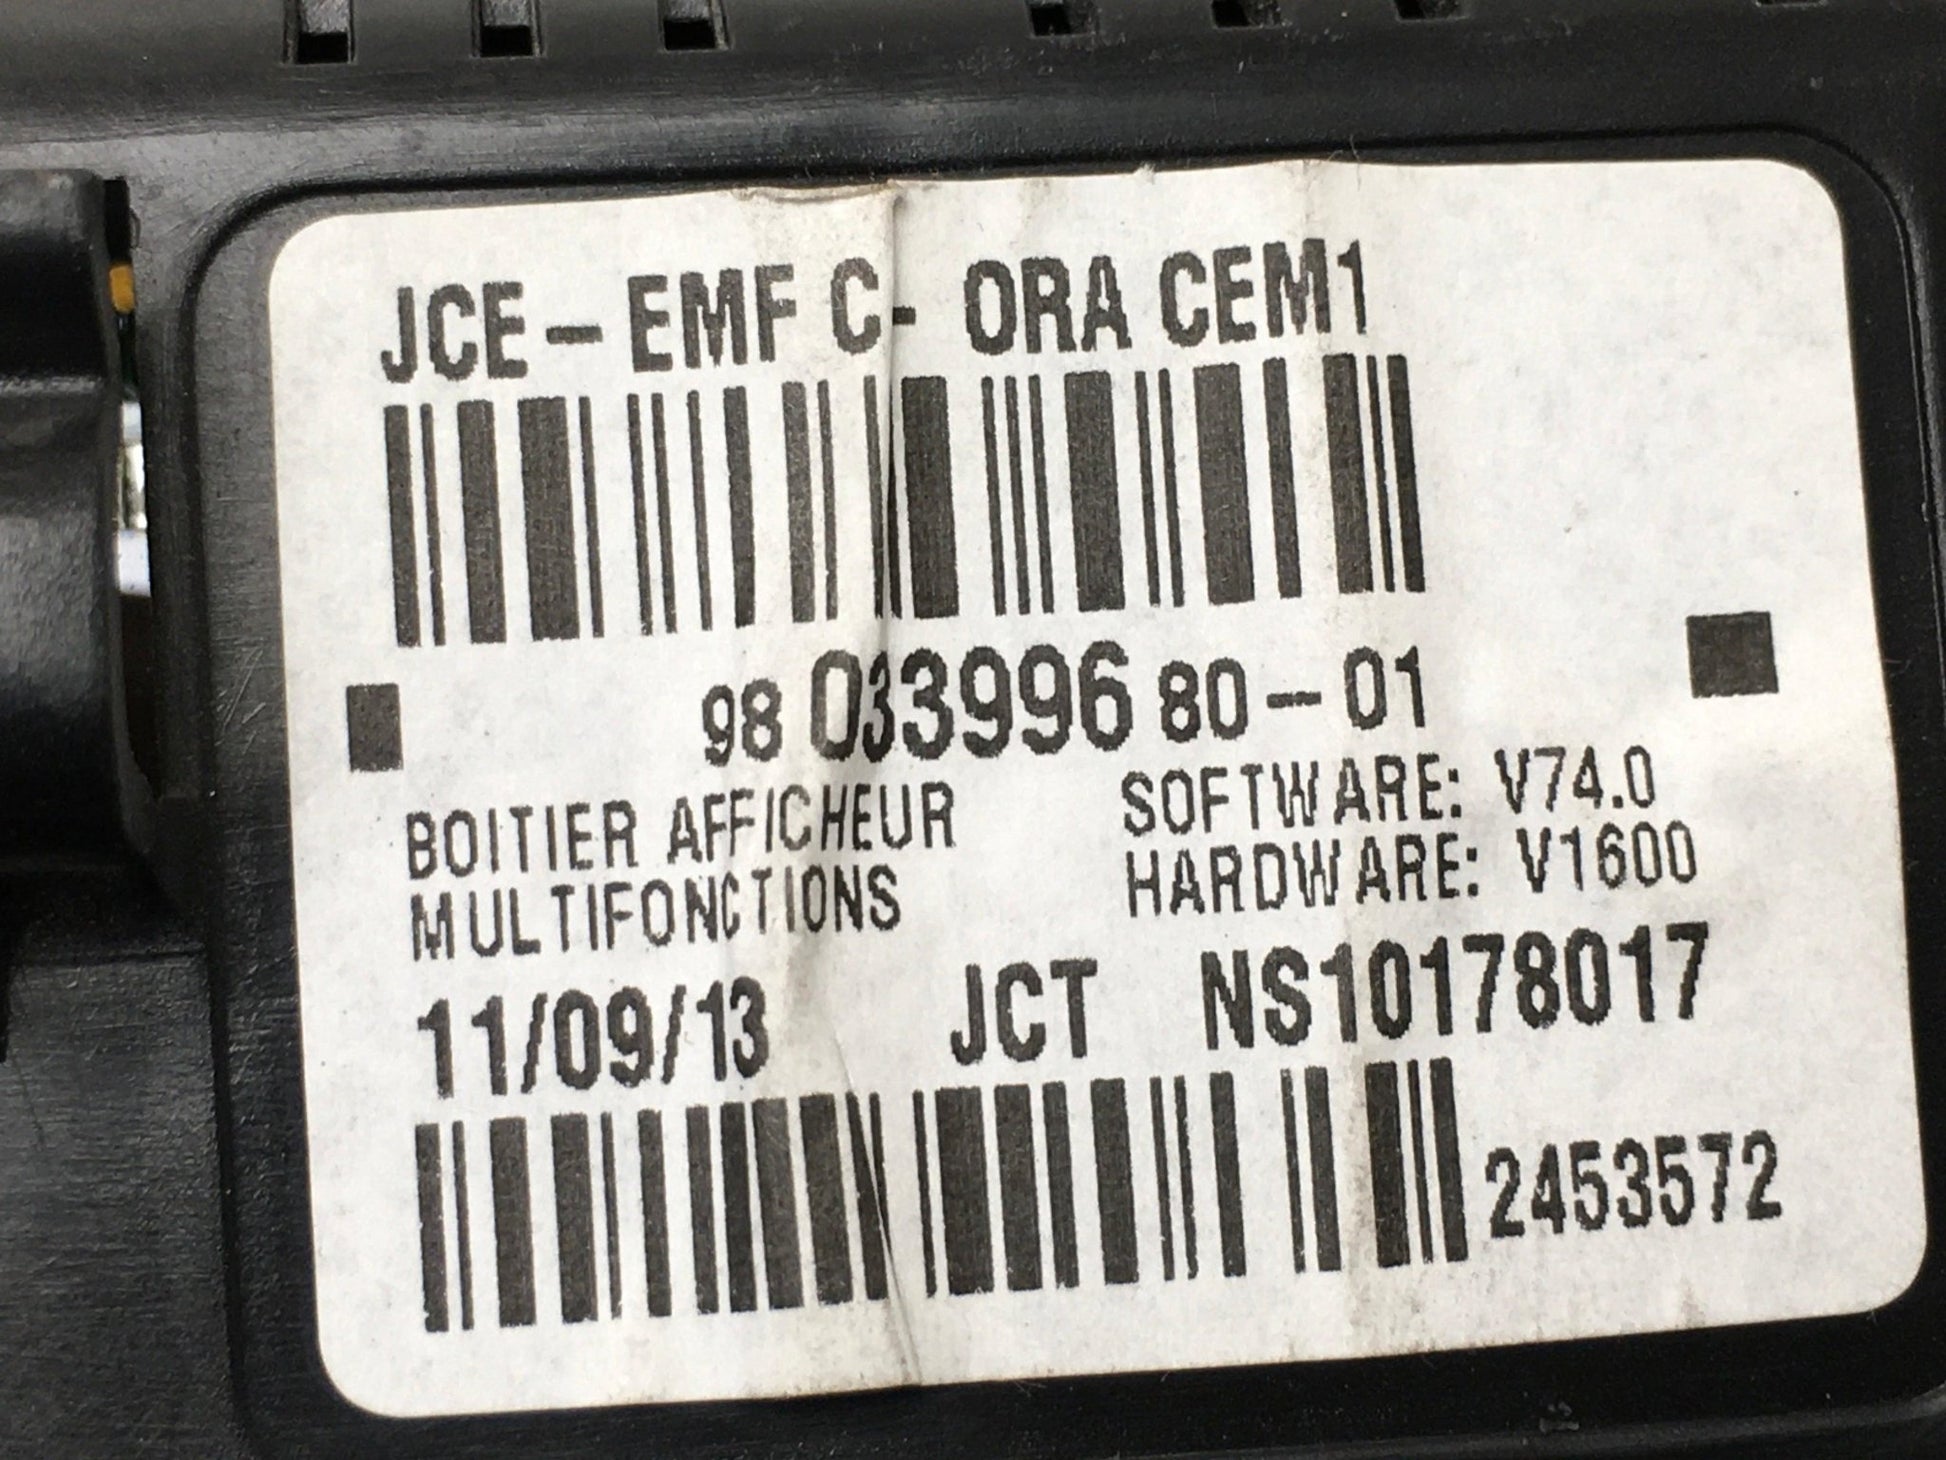 JCE-EMF C- ORA CEM1
98 033996 80-01
BOITIER AFFICHEUR
MULTIFONCTIONS
SOFTWARE: V74.0
HARDWARE: V1600
11/09/13 JCT NS10178017
2453572